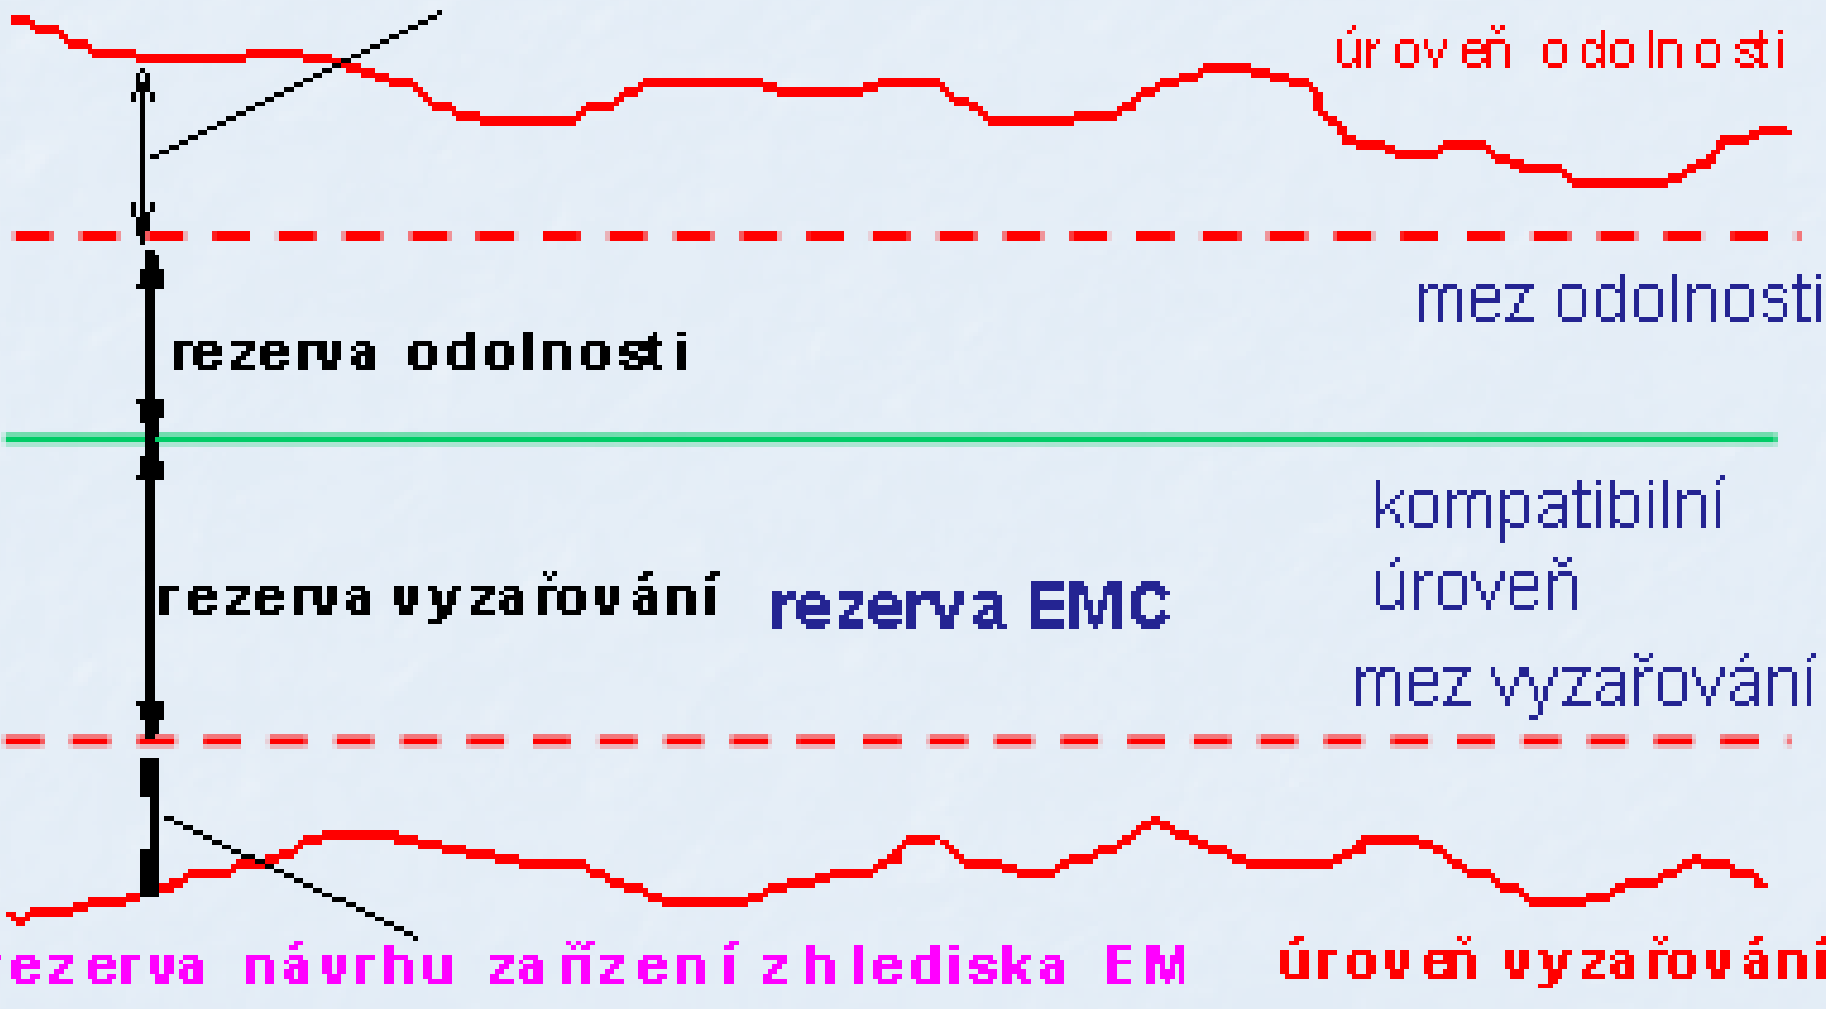 úroveň odolnosti
mez odolnosti
rezerva odolnosti
kompatibilní
úroveň
rezerva vyzařování
rezerva EMC
mez vyzařování
rezerva návrhu zařízení z hlediska EM
úroveň vyzařování